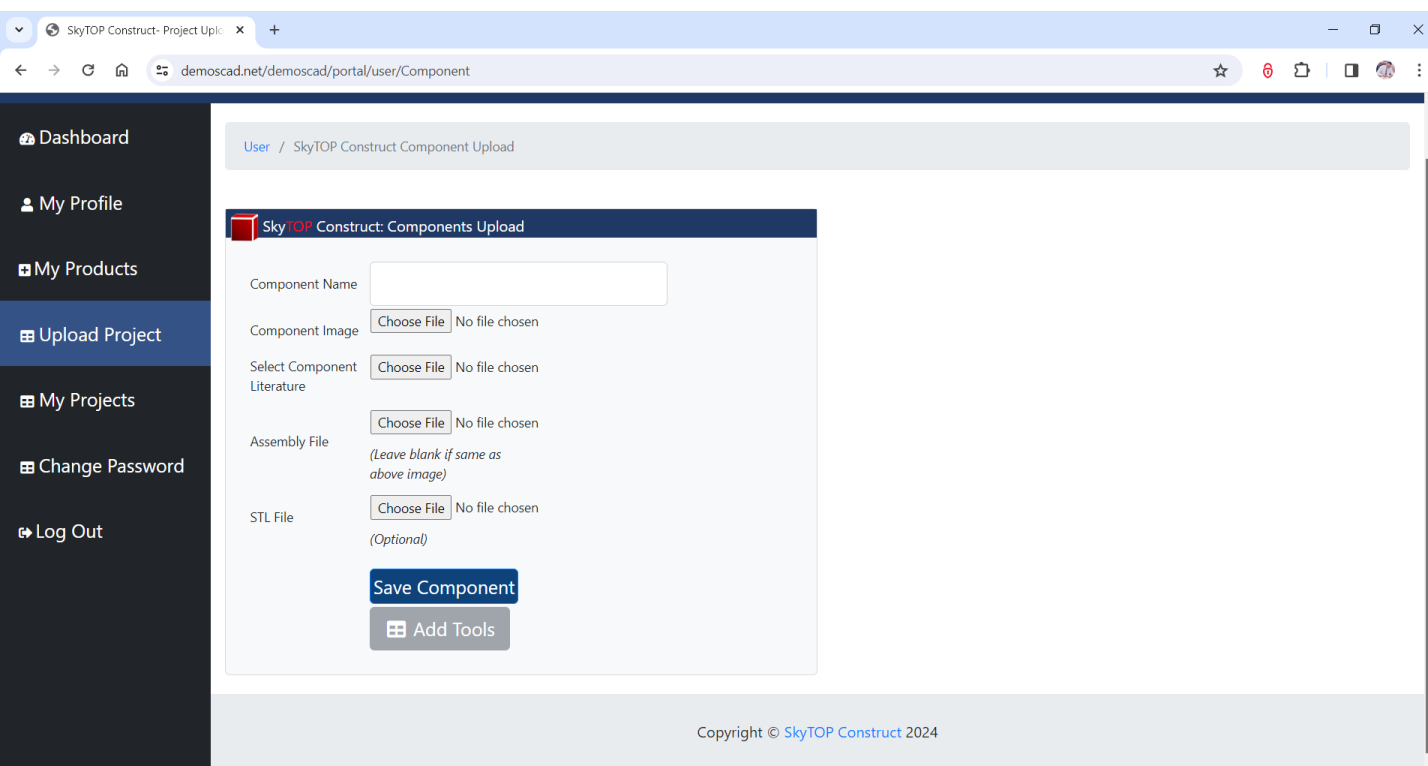 SkyTOP Construct- Project Uplo
demoscad.net/demoscad/portal/user/Component
Dashboard
My Profile
My Products
Upload Project
My Projects
Change Password
Log Out
User / SkyTOP Construct Component Upload
SkyTOP Construct: Components Upload
Component Name
Component Image
Choose File No file chosen
Select Component
Literature
Choose File No file chosen
Assembly File
Choose File No file chosen
(Leave blank if same as
above image)
STL File
Choose File No file chosen
(Optional)
Save Component
Add Tools
Copyright © SkyTOP Construct 2024